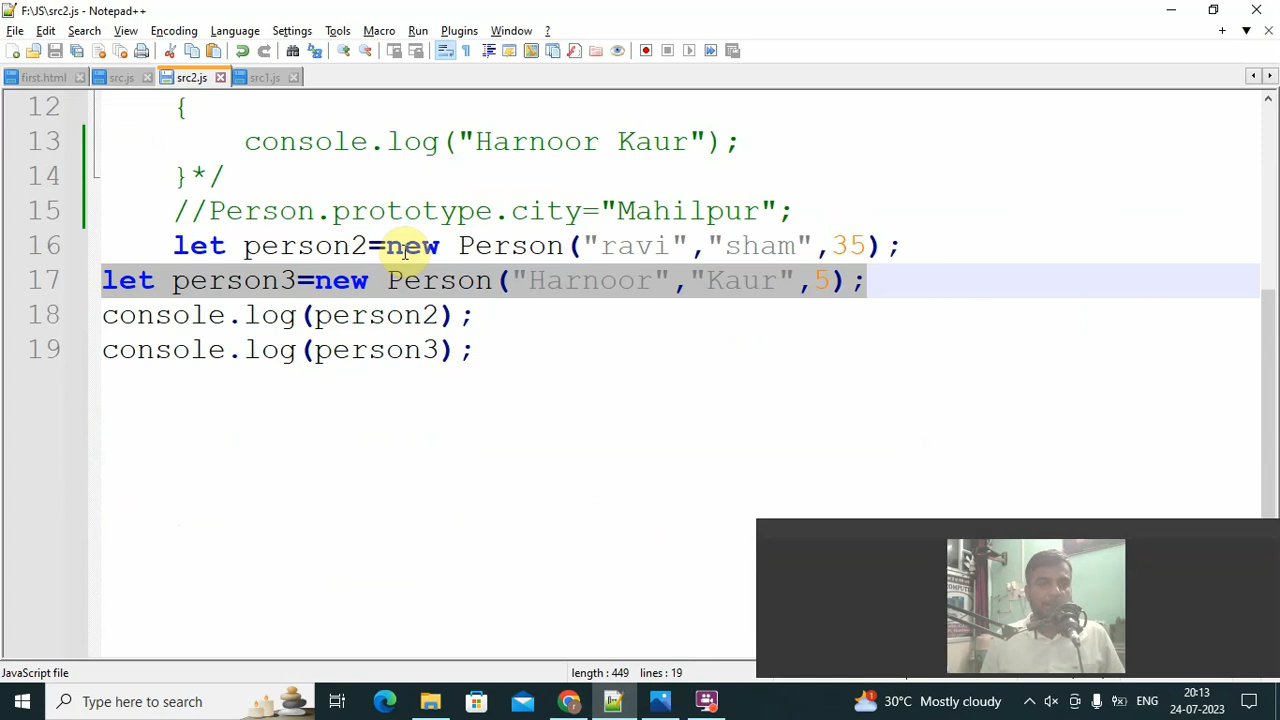 F:\JS\src2.js - Notepad++
File Edit Search View Encoding Language Settings Tools Macro Run Plugins Window ?
first.html src.js src2.js src1.js
12 {
13 console.log("Harnoor Kaur");
14 }*/
15 //Person.prototype.city="Mahilpur";
16 let person2=new Person("ravi","sham",35);
17 let person3=new Person("Harnoor","Kaur",5);
18 console.log(person2);
19 console.log(person3);
JavaScript file length : 449 lines : 19
Type here to search 30°C Mostly cloudy ENG 20:13
24-07-2023